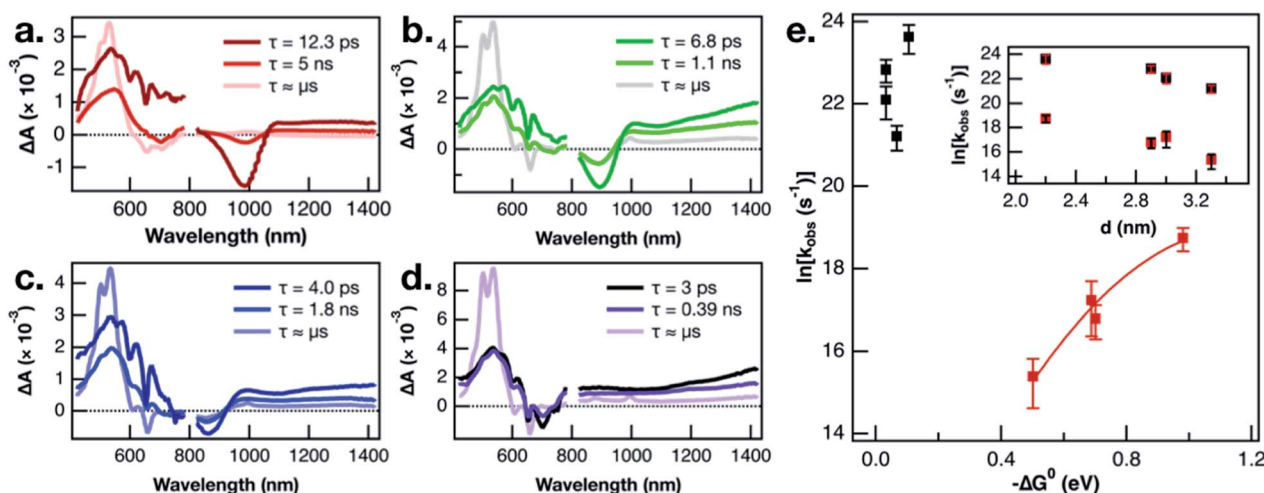 a.
ΔA (× 10⁻³)
3
2
1
0
-1
τ = 12.3 ps
τ = 5 ns
τ ≈ μs
600 800 1000 1200 1400
Wavelength (nm)
b.
ΔA (× 10⁻³)
4
2
0
τ = 6.8 ps
τ = 1.1 ns
τ ≈ μs
600 800 1000 1200 1400
Wavelength (nm)
c.
ΔA (× 10⁻³)
4
3
2
1
0
τ = 4.0 ps
τ = 1.8 ns
τ ≈ μs
600 800 1000 1200 1400
Wavelength (nm)
d.
ΔA (× 10⁻³)
8
6
4
2
0
τ = 3 ps
τ = 0.39 ns
τ ≈ μs
600 800 1000 1200 1400
Wavelength (nm)
e.
ln[k_obs (s⁻¹)]
24
22
20
18
16
14
0.0 0.4 0.8 1.2
-ΔG⁰ (eV)
ln[k_obs (s⁻¹)]
24
22
20
18
16
14
2.0 2.4 2.8 3.2
d (nm)